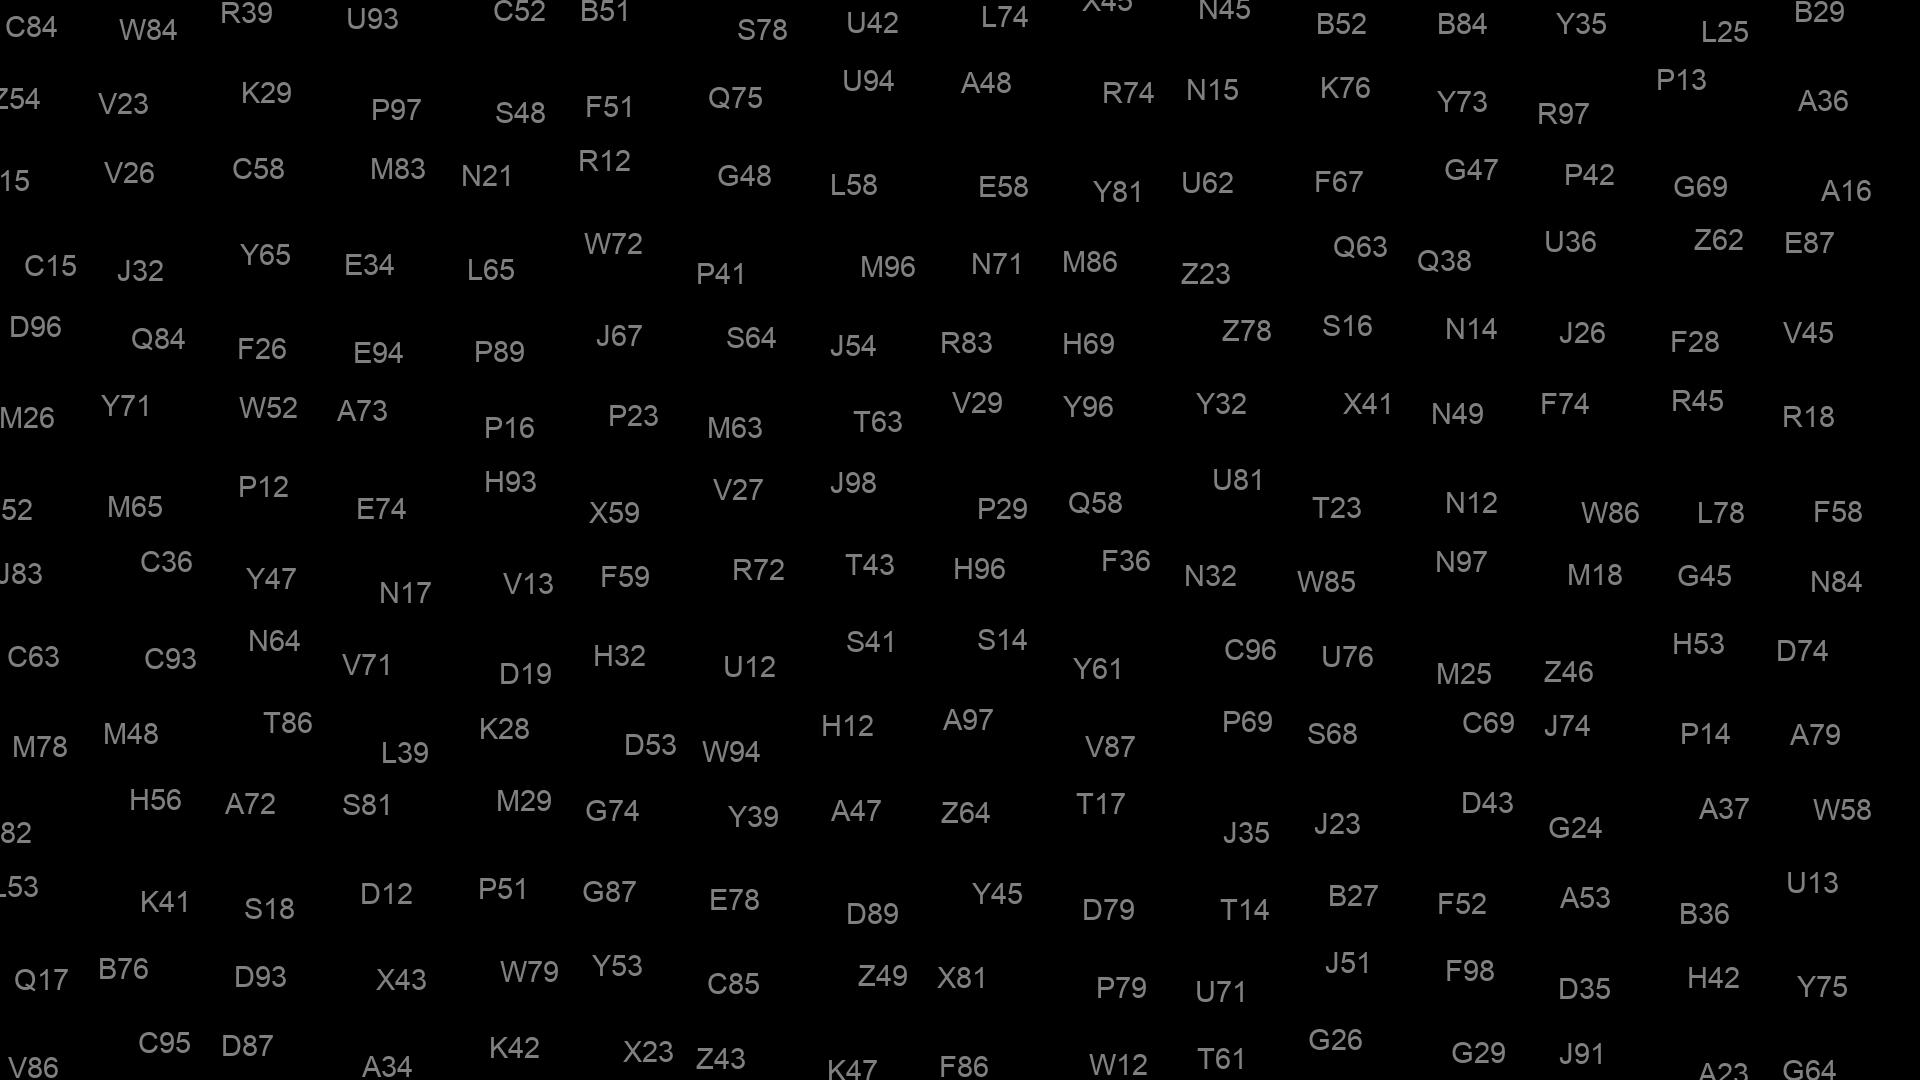 C84 W84 R39 U93 C52 B51 S78 U42 L74 X45 N45 B52 B84 Y35 L25 B29
Z54 V23 K29 P97 S48 F51 Q75 U94 A48 R74 N15 K76 Y73 R97 P13 A36
15 V26 C58 M83 N21 R12 G48 L58 E58 Y81 U62 F67 G47 P42 G69 A16
C15 J32 Y65 E34 L65 W72 P41 M96 N71 M86 Z23 Q63 Q38 U36 Z62 E87
D96 Q84 F26 E94 P89 J67 S64 J54 R83 H69 Z78 S16 N14 J26 F28 V45
M26 Y71 W52 A73 P16 P23 M63 T63 V29 Y96 Y32 X41 N49 F74 R45 R18
52 M65 P12 E74 H93 X59 V27 J98 P29 Q58 U81 T23 N12 W86 L78 F58
J83 C36 Y47 N17 V13 F59 R72 T43 H96 F36 N32 W85 N97 M18 G45 N84
C63 C93 N64 V71 D19 H32 U12 S41 S14 Y61 C96 U76 M25 Z46 H53 D74
M78 M48 T86 L39 K28 D53 W94 H12 A97 V87 P69 S68 C69 J74 P14 A79
82 H56 A72 S81 M29 G74 Y39 A47 Z64 T17 J35 J23 D43 G24 A37 W58
L53 K41 S18 D12 P51 G87 E78 D89 Y45 D79 T14 B27 F52 A53 B36 U13
Q17 B76 D93 X43 W79 Y53 C85 Z49 X81 P79 U71 J51 F98 D35 H42 Y75
V86 C95 D87 A34 K42 X23 Z43 K47 F86 W12 T61 G26 G29 J91 A23 G64